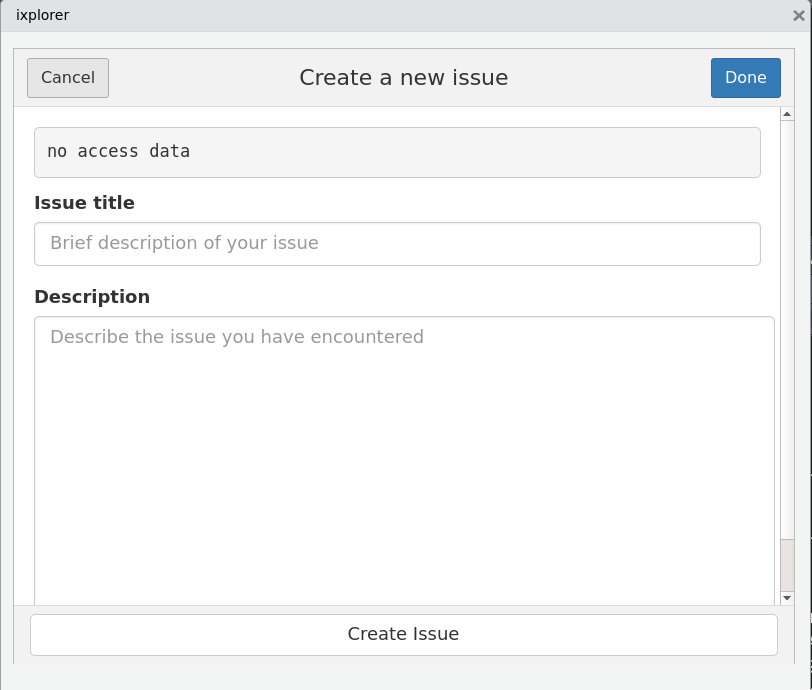 ixplorer
Cancel
Create a new issue
Done
no access data
Issue title
Brief description of your issue
Description
Describe the issue you have encountered
Create Issue